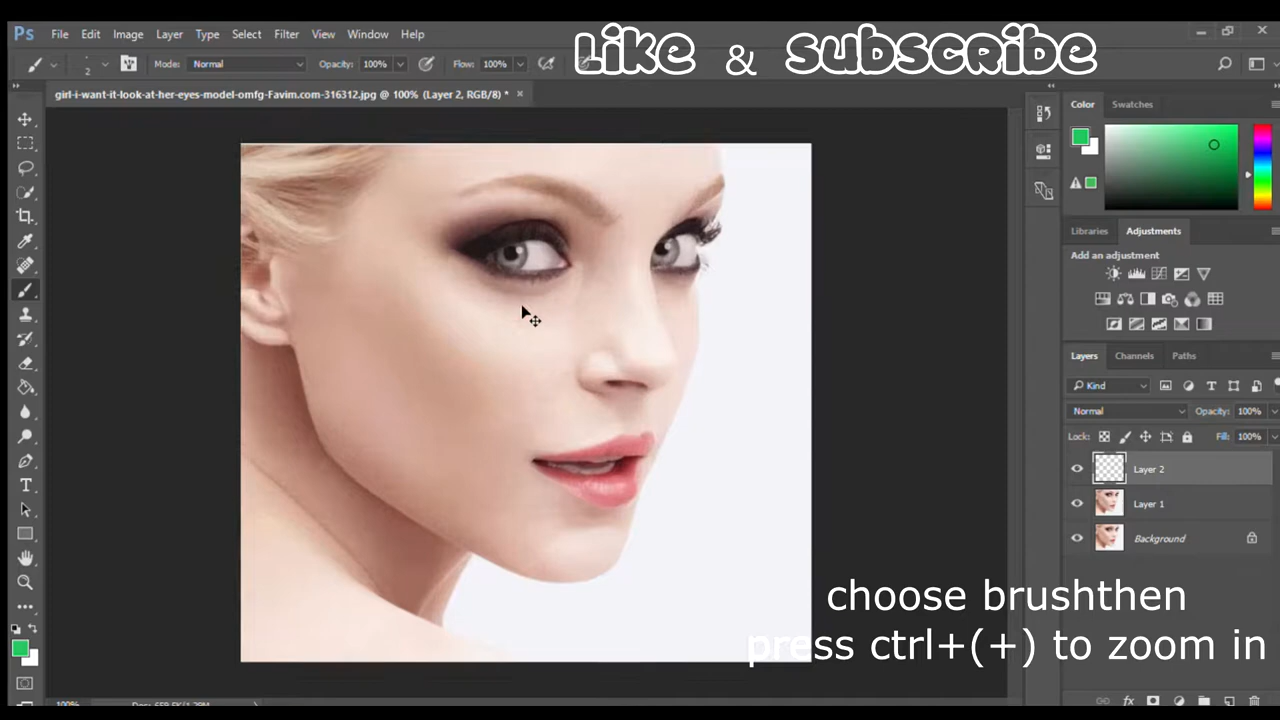 Like & Subscribe
Ps File Edit Image Layer Type Select Filter View Window Help
2 Mode: Normal Opacity: 100% Flow: 100%
girl-i-want-it-look-at-her-eyes-model-omfg-Favim.com-316312.jpg @ 100% (Layer 2, RGB/8) * ×
Color Swatches
Libraries Adjustments
Add an adjustment
Layers Channels Paths
Kind
Normal Opacity: 100%
Lock: Fill: 100%
Layer 2
Layer 1
Background
T
choose brushthen
press ctrl+(+) to zoom in
fx
100%